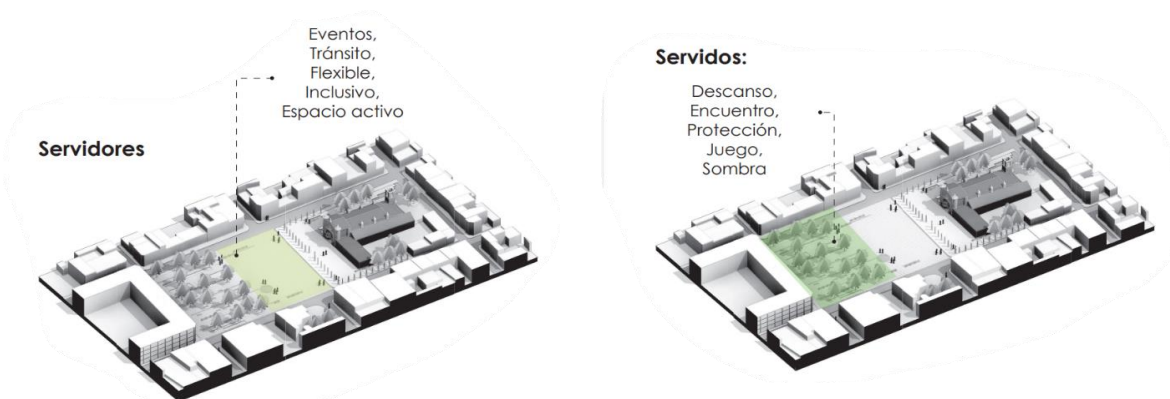 Servidores
Eventos,
Tránsito,
Flexible,
Inclusivo,
Espacio activo
Servidos:
Descanso,
Encuentro,
Protección,
Juego,
Sombra